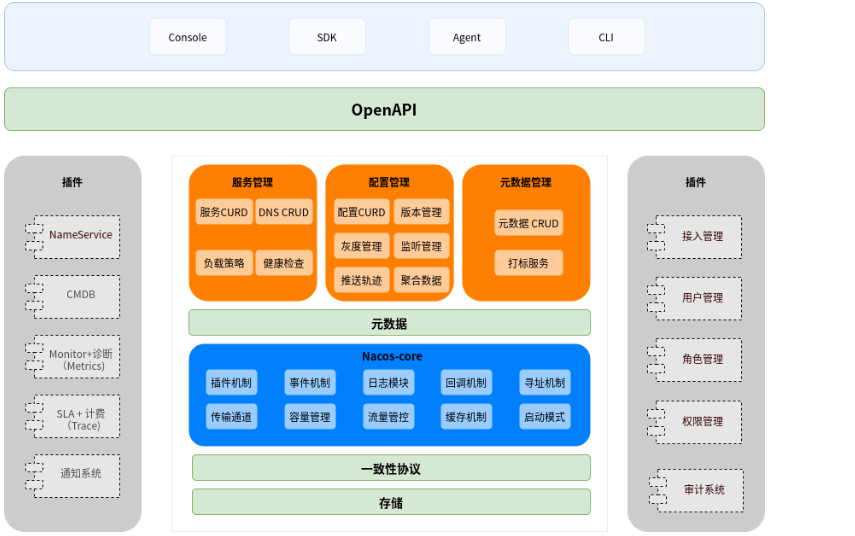 Console
SDK
Agent
CLI
OpenAPI
插件
NameService
CMDB
Monitor+诊断
（Metrics)
SLA + 计费
（Trace)
通知系统
服务管理
服务CURD
DNS CRUD
负载策略
健康检查
配置管理
配置CURD
版本管理
灰度管理
监听管理
推送轨迹
聚合数据
元数据管理
元数据 CRUD
打标服务
元数据
Nacos-core
插件机制
事件机制
日志模块
回调机制
寻址机制
传输通道
容量管理
流量管控
缓存机制
启动模式
一致性协议
存储
插件
接入管理
用户管理
角色管理
权限管理
审计系统